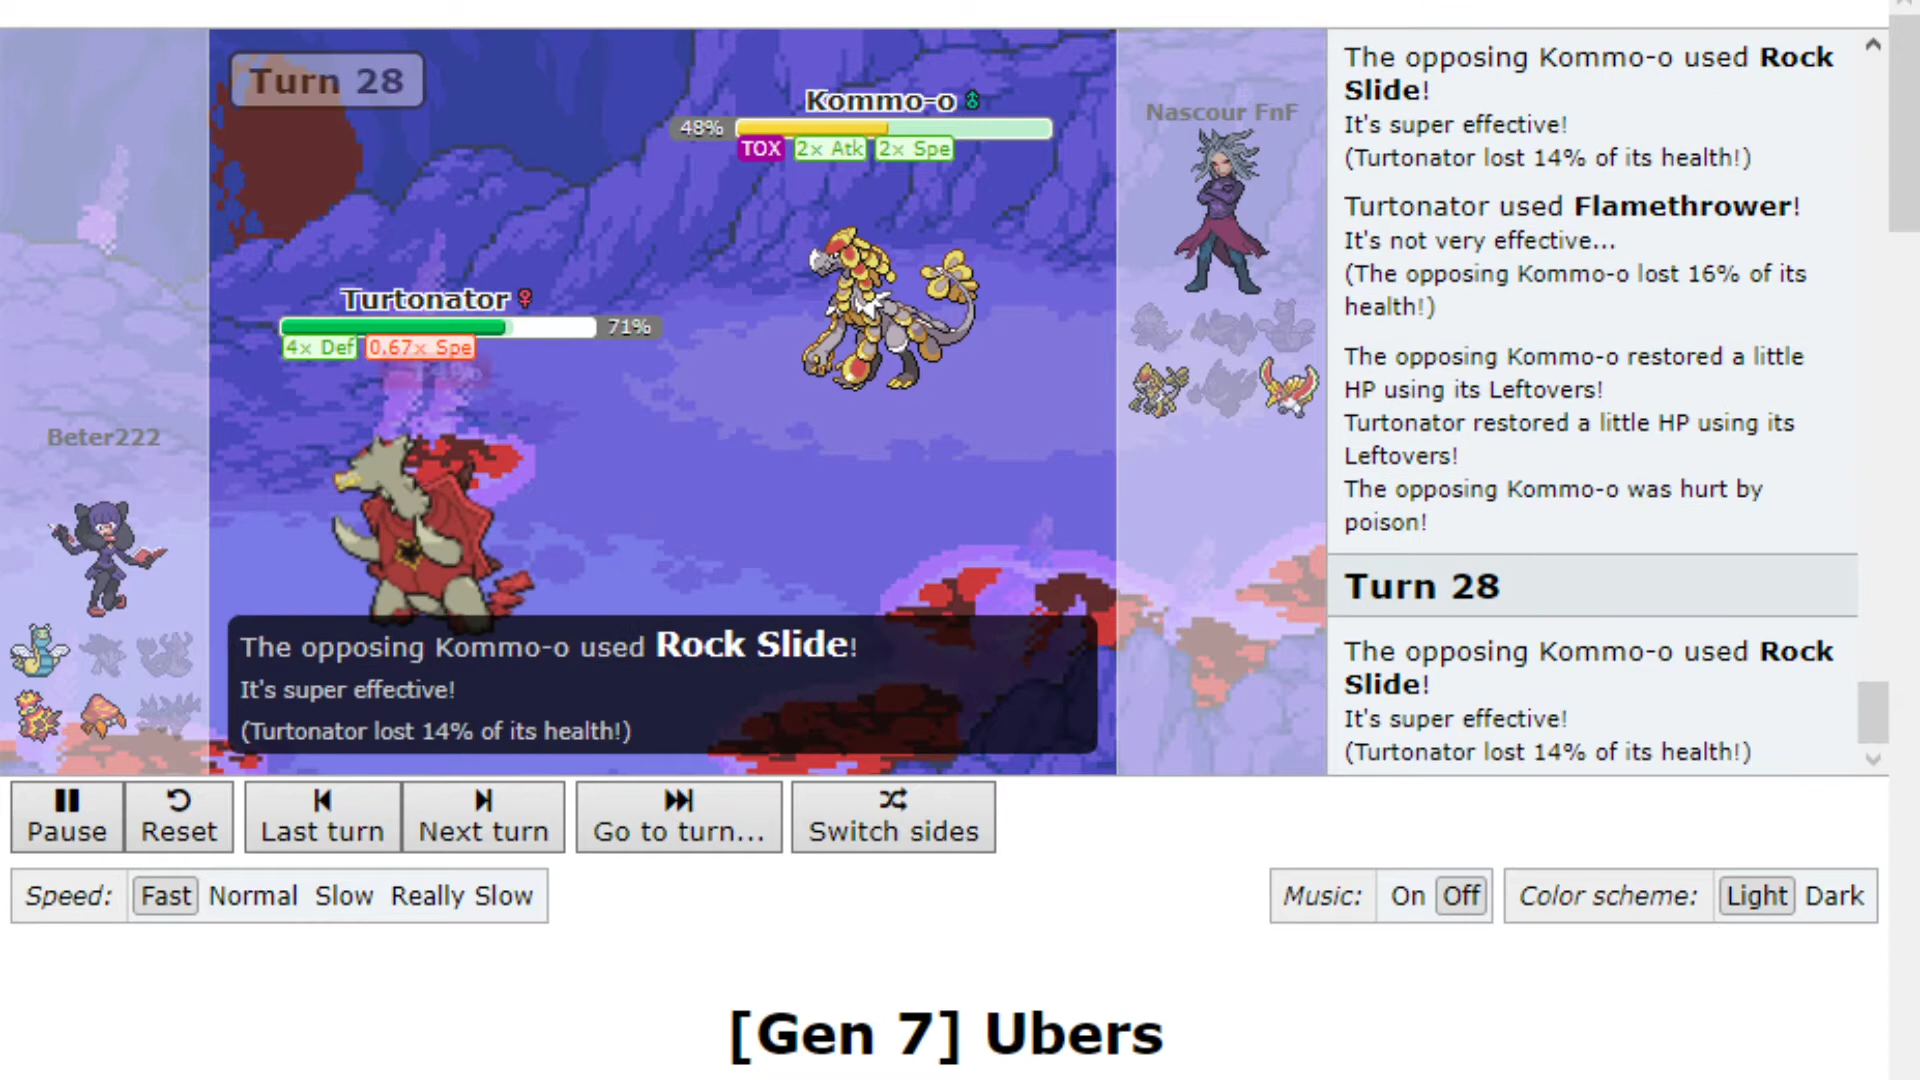 Turn 28
Kommo-o ♂
48%
TOX 2× Atk 2× Spe
Turtonator ♀
71%
4× Def 0.67× Spe
Beter222
Nascour FnF
The opposing Kommo-o used Rock Slide!
It's super effective!
(Turtonator lost 14% of its health!)
The opposing Kommo-o used Rock
Slide!
It's super effective!
(Turtonator lost 14% of its health!)
Turtonator used Flamethrower!
It's not very effective...
(The opposing Kommo-o lost 16% of its
health!)
The opposing Kommo-o restored a little
HP using its Leftovers!
Turtonator restored a little HP using its
Leftovers!
The opposing Kommo-o was hurt by
poison!
Turn 28
The opposing Kommo-o used Rock
Slide!
It's super effective!
(Turtonator lost 14% of its health!)
Pause Reset Last turn Next turn Go to turn... Switch sides
Speed: Fast Normal Slow Really Slow
Music: On Off Color scheme: Light Dark
[Gen 7] Ubers